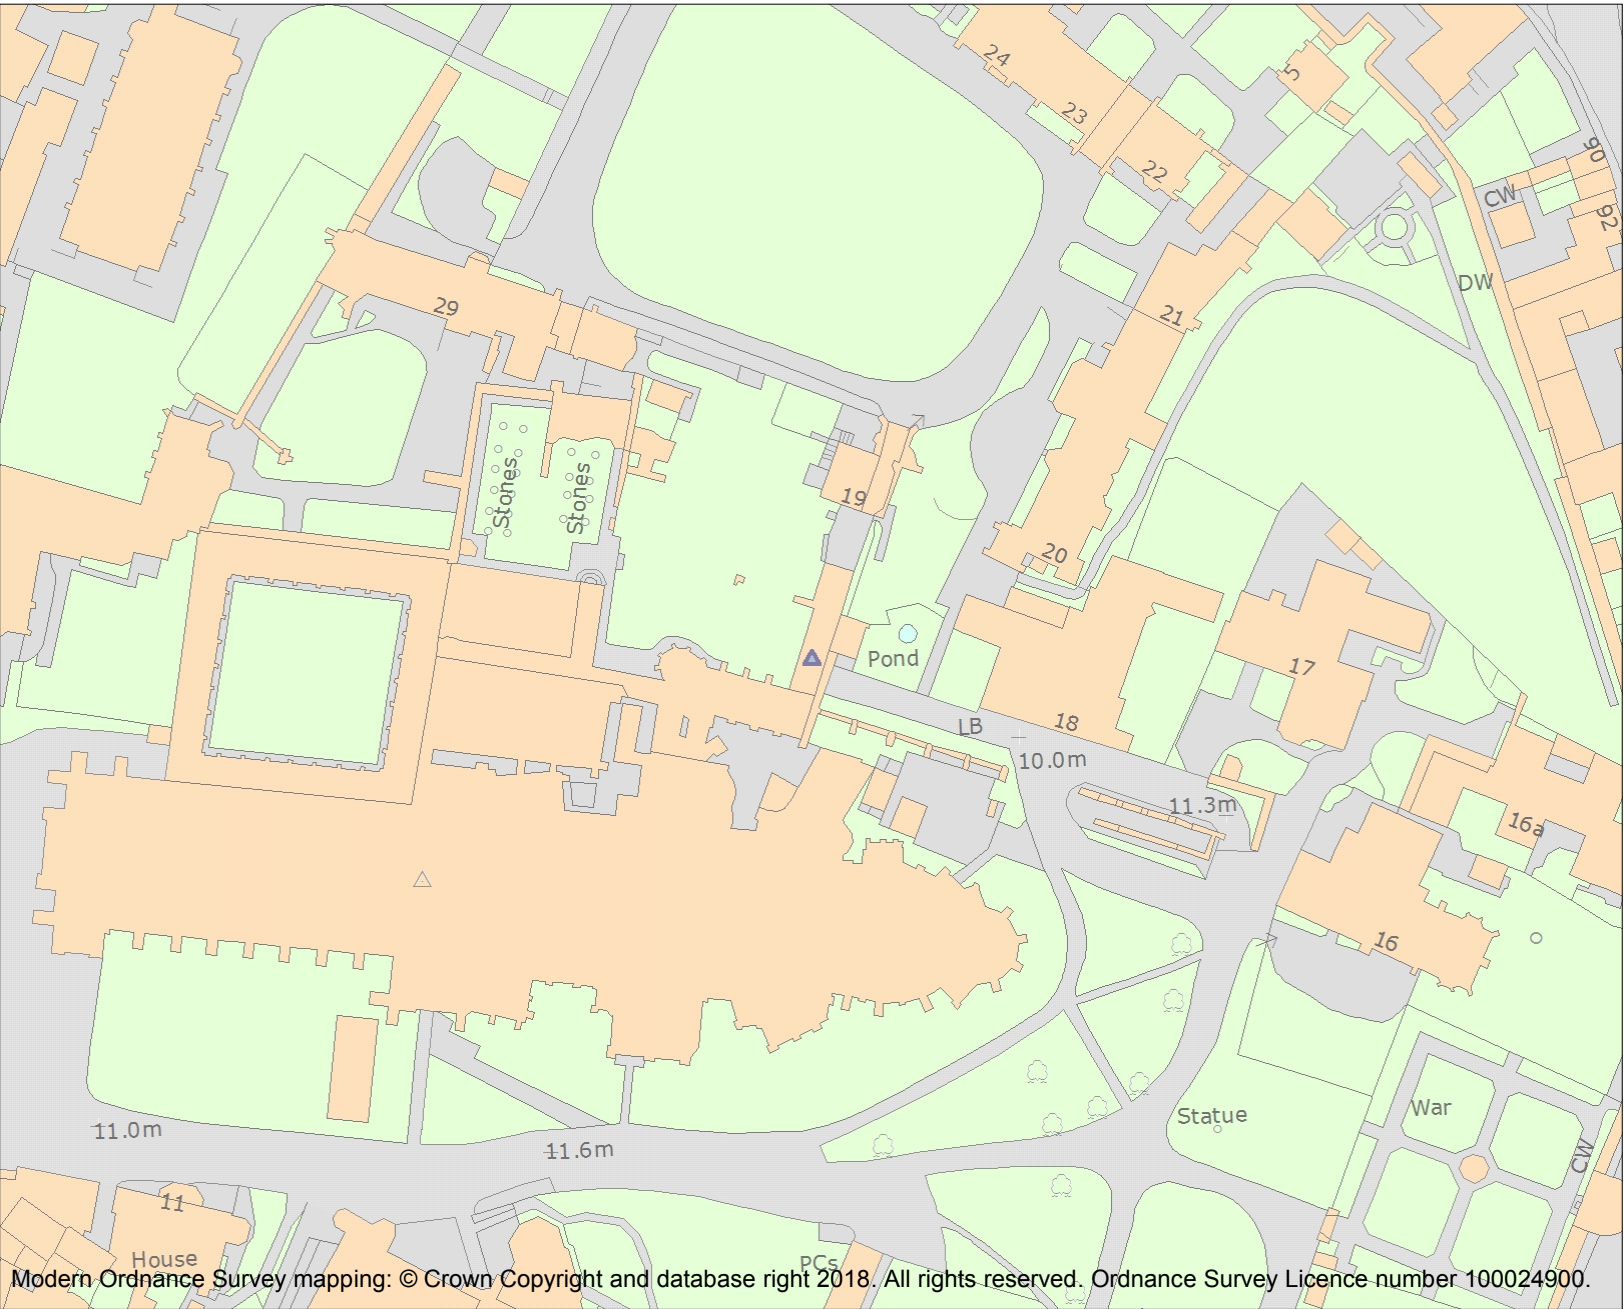 24
5
23
90
22
CW
92
DW
29
21
19
Stones
Stones
20
Pond
17
18
LB
10.0m
11.3m
16a
16
War
Statue
11.0m
11.6m
CW
11
House
PCs
Modern Ordnance Survey mapping: © Crown Copyright and database right 2018. All rights reserved. Ordnance Survey Licence number 100024900.